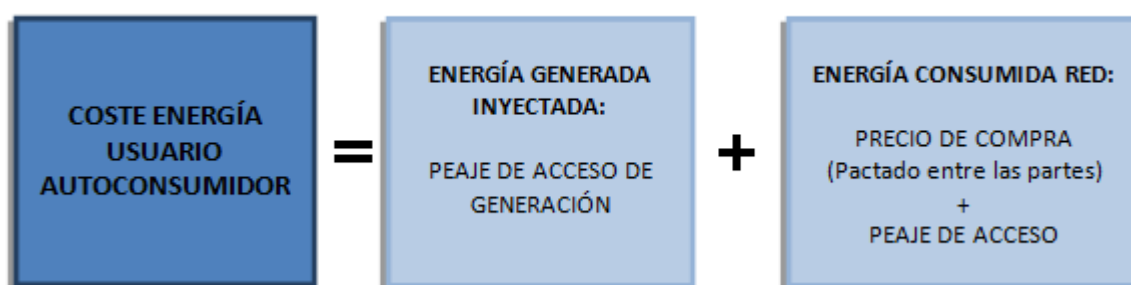 COSTE ENERGÍA
USUARIO
AUTOCONSUMIDOR
=
ENERGÍA GENERADA
INYECTADA:
PEAJE DE ACCESO DE
GENERACIÓN
+
ENERGÍA CONSUMIDA RED:
PRECIO DE COMPRA
(Pactado entre las partes)
+
PEAJE DE ACCESO